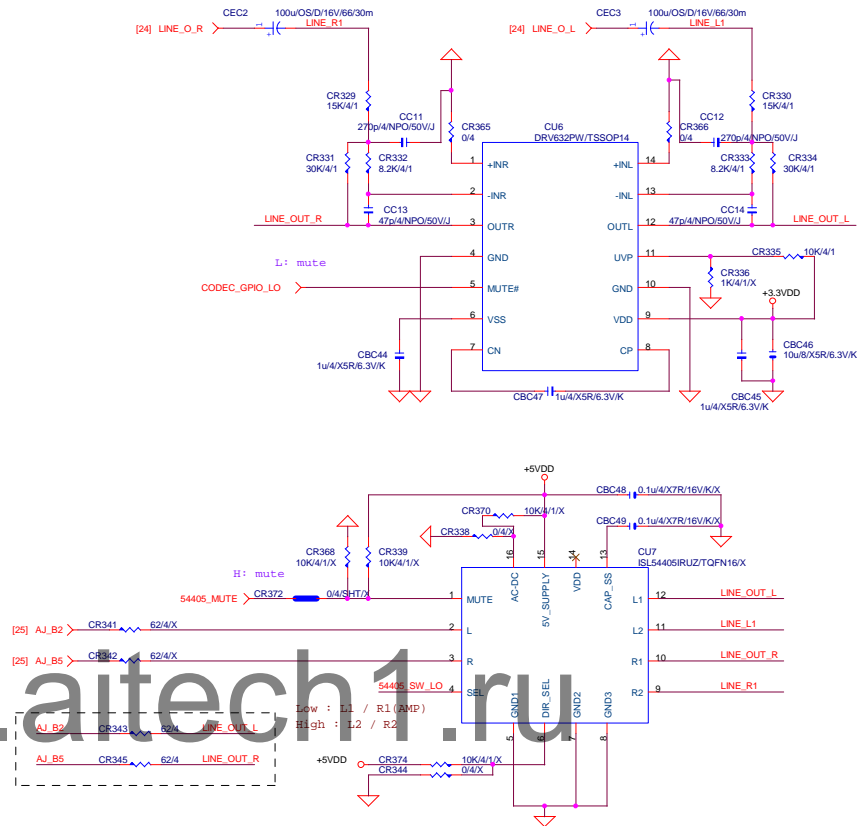 CEC2 100u/OS/D/16V/66/30m
[24] LINE_O_R 1 + LINE_R1
CEC3 100u/OS/D/16V/66/30m
[24] LINE_O_L 1 + LINE_L1
CR329
15K/4/1
CR330
15K/4/1
CC11
270p/4/NPO/50V/J
CR365
0/4
CU6
DRV632PW/TSSOP14
CR366
0/4
CC12
270p/4/NPO/50V/J
CR331
30K/4/1
CR332
8.2K/4/1
CR333
8.2K/4/1
CR334
30K/4/1
1 +INR +INL 14
2 -INR -INL 13
CC13
47p/4/NPO/50V/J
CC14
47p/4/NPO/50V/J
LINE_OUT_R 3 OUTR OUTL 12 LINE_OUT_L
4 GND UVP 11
CR335 10K/4/1
L: mute
CR336
1K/4/1/X
CODEC_GPIO_LO 5 MUTE# GND 10
+3.3VDD
6 VSS VDD 9
CBC44
1u/4/X5R/6.3V/K
7 CN CP 8
CBC46
10u/8/X5R/6.3V/K
CBC47 1u/4/X5R/6.3V/K
CBC45
1u/4/X5R/6.3V/K
+5VDD
CBC48 0.1u/4/X7R/16V/K/X
CR370 10K/4/1/X
CBC49 0.1u/4/X7R/16V/K/X
CR338 0/4/X
CR368
10K/4/1/X
CR339
10K/4/1/X
CU7
ISL54405IRUZ/TQFN16/X
16 15 14 13
AC-DC 5V_SUPPLY VDD CAP_SS
H: mute
54405_MUTE CR372 0/4/SHT/X 1 MUTE L1 12 LINE_OUT_L
[25] AJ_B2 CR341 62/4/X 2 L L2 11 LINE_L1
[25] AJ_B5 CR342 62/4/X 3 R R1 10 LINE_OUT_R
54405_SW_LO 4 SEL R2 9 LINE_R1
GND1 DIR_SEL GND2 GND3
5 6 7 8
Low : L1 / R1(AMP)
High : L2 / R2
.aitech1.ru
AJ_B2 CR343 62/4 LINE_OUT_L
AJ_B5 CR345 62/4 LINE_OUT_R
+5VDD CR374 10K/4/1/X
CR344 0/4/X